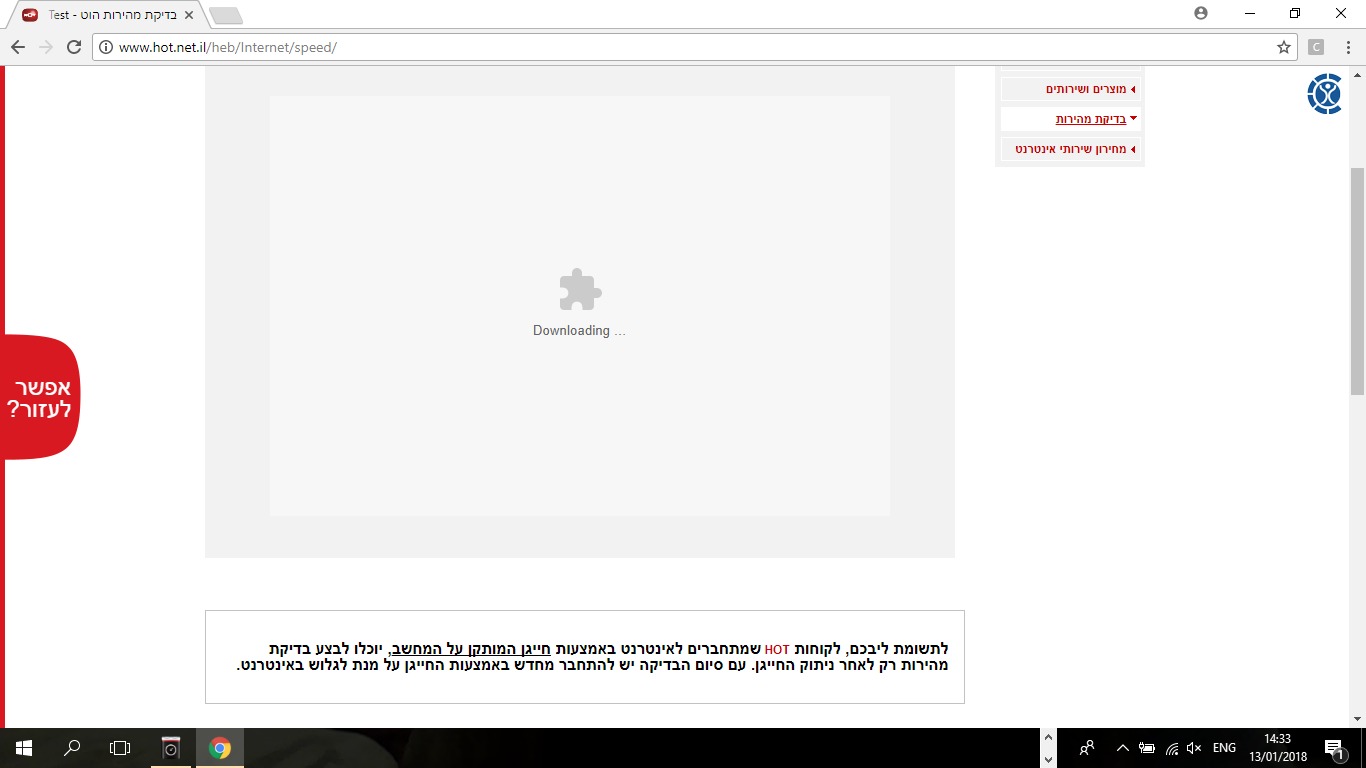 בדיקת מהירות הוט - Test
www.hot.net.il/heb/Internet/speed/
C
מוצרים ושירותים
בדיקת מהירות
מחירון שירותי אינטרנט
Downloading ...
אפשר
לעזור?
לתשומת ליבכם, לקוחות HOT שמתחברים לאינטרנט באמצעות חייגן המותקן על המחשב, יוכלו לבצע בדיקת
מהירות רק לאחר ניתוק החייגן. עם סיום הבדיקה יש להתחבר מחדש באמצעות החייגן על מנת לגלוש באינטרנט.
ENG
14:33
13/01/2018
1